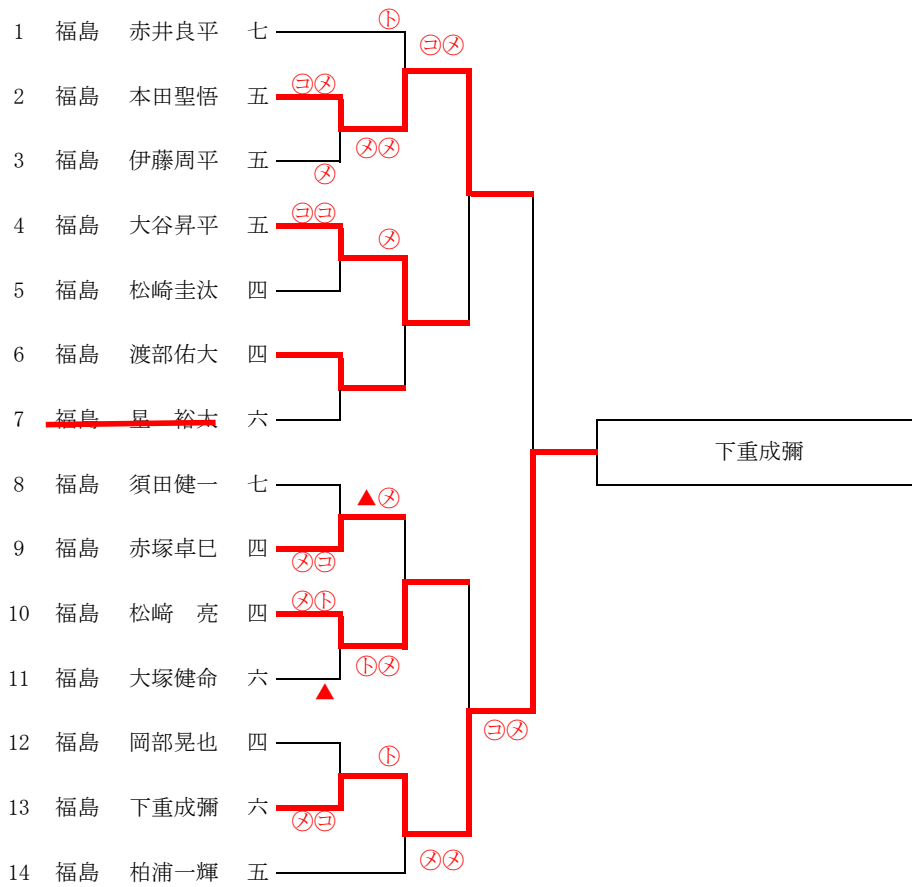 ㋣
1 福島 赤井良平 七
㋙㋱
㋙㋱
2 福島 本田聖悟 五
㋱㋱
3 福島 伊藤周平 五
㋱
㋙㋙
4 福島 大谷昇平 五
㋱
5 福島 松崎圭汰 四
6 福島 渡部佑大 四
7 福島 星 裕太 六
下重成彌
8 福島 須田健一 七
▲㋱
9 福島 赤塚卓巳 四
㋱㋙
㋱㋣
10 福島 松﨑 亮 四
㋣㋱
11 福島 大塚健命 六
▲
㋙㋱
12 福島 岡部晃也 四
㋣
13 福島 下重成彌 六
㋱㋙
㋱㋱
14 福島 柏浦一輝 五